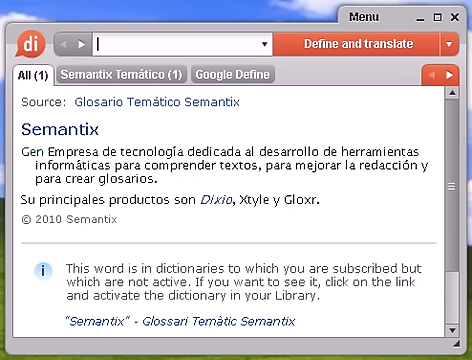 Menu
di
Define and translate
All (1)
Semantix Temático (1)
Google Define
Source: Glosario Temático Semantix
Semantix
Gen Empresa de tecnología dedicada al desarrollo de herramientas
informáticas para comprender textos, para mejorar la redacción y
para crear glosarios.
Su principales productos son Dixio, Xtyle y Gloxr.
© 2010 Semantix
i
This word is in dictionaries to which you are subscribed but
which are not active. If you want to see it, click on the link
and activate the dictionary in your Library.
"Semantix" - Glossari Temàtic Semantix